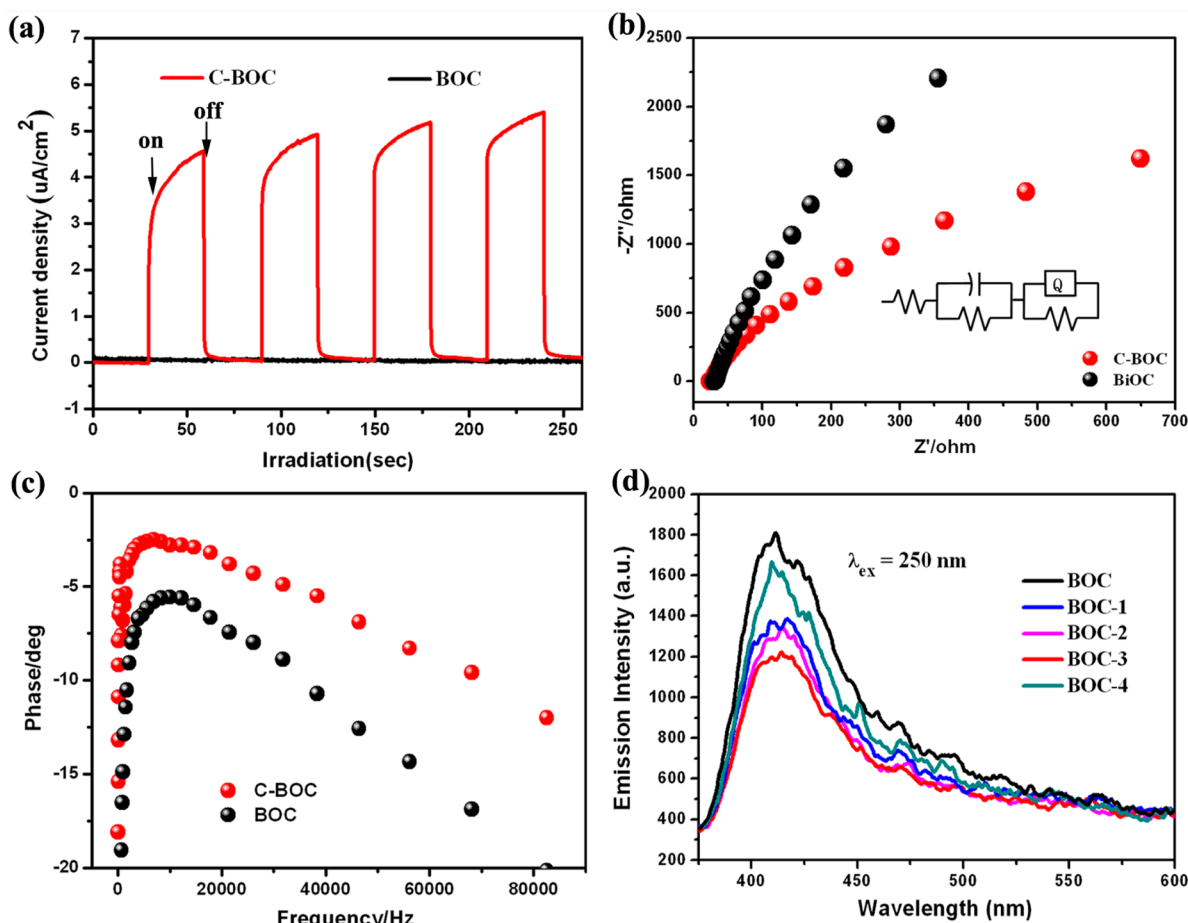 (a)
7
6
5
4
3
2
1
0
-1
Current density (uA/cm2)
C-BOC
BOC
on
off
0
50
100
150
200
250
Irradiation(sec)
(b)
2500
2000
1500
1000
500
0
-Z''/ohm
Q
C-BOC
BiOC
0
100
200
300
400
500
600
700
Z'/ohm
(c)
0
-5
-10
-15
-20
Phase/deg
C-BOC
BOC
0
20000
40000
60000
80000
Frequency/Hz
(d)
2000
1800
1600
1400
1200
1000
800
600
400
200
Emission Intensity (a.u.)
λex = 250 nm
BOC
BOC-1
BOC-2
BOC-3
BOC-4
400
450
500
550
600
Wavelength (nm)